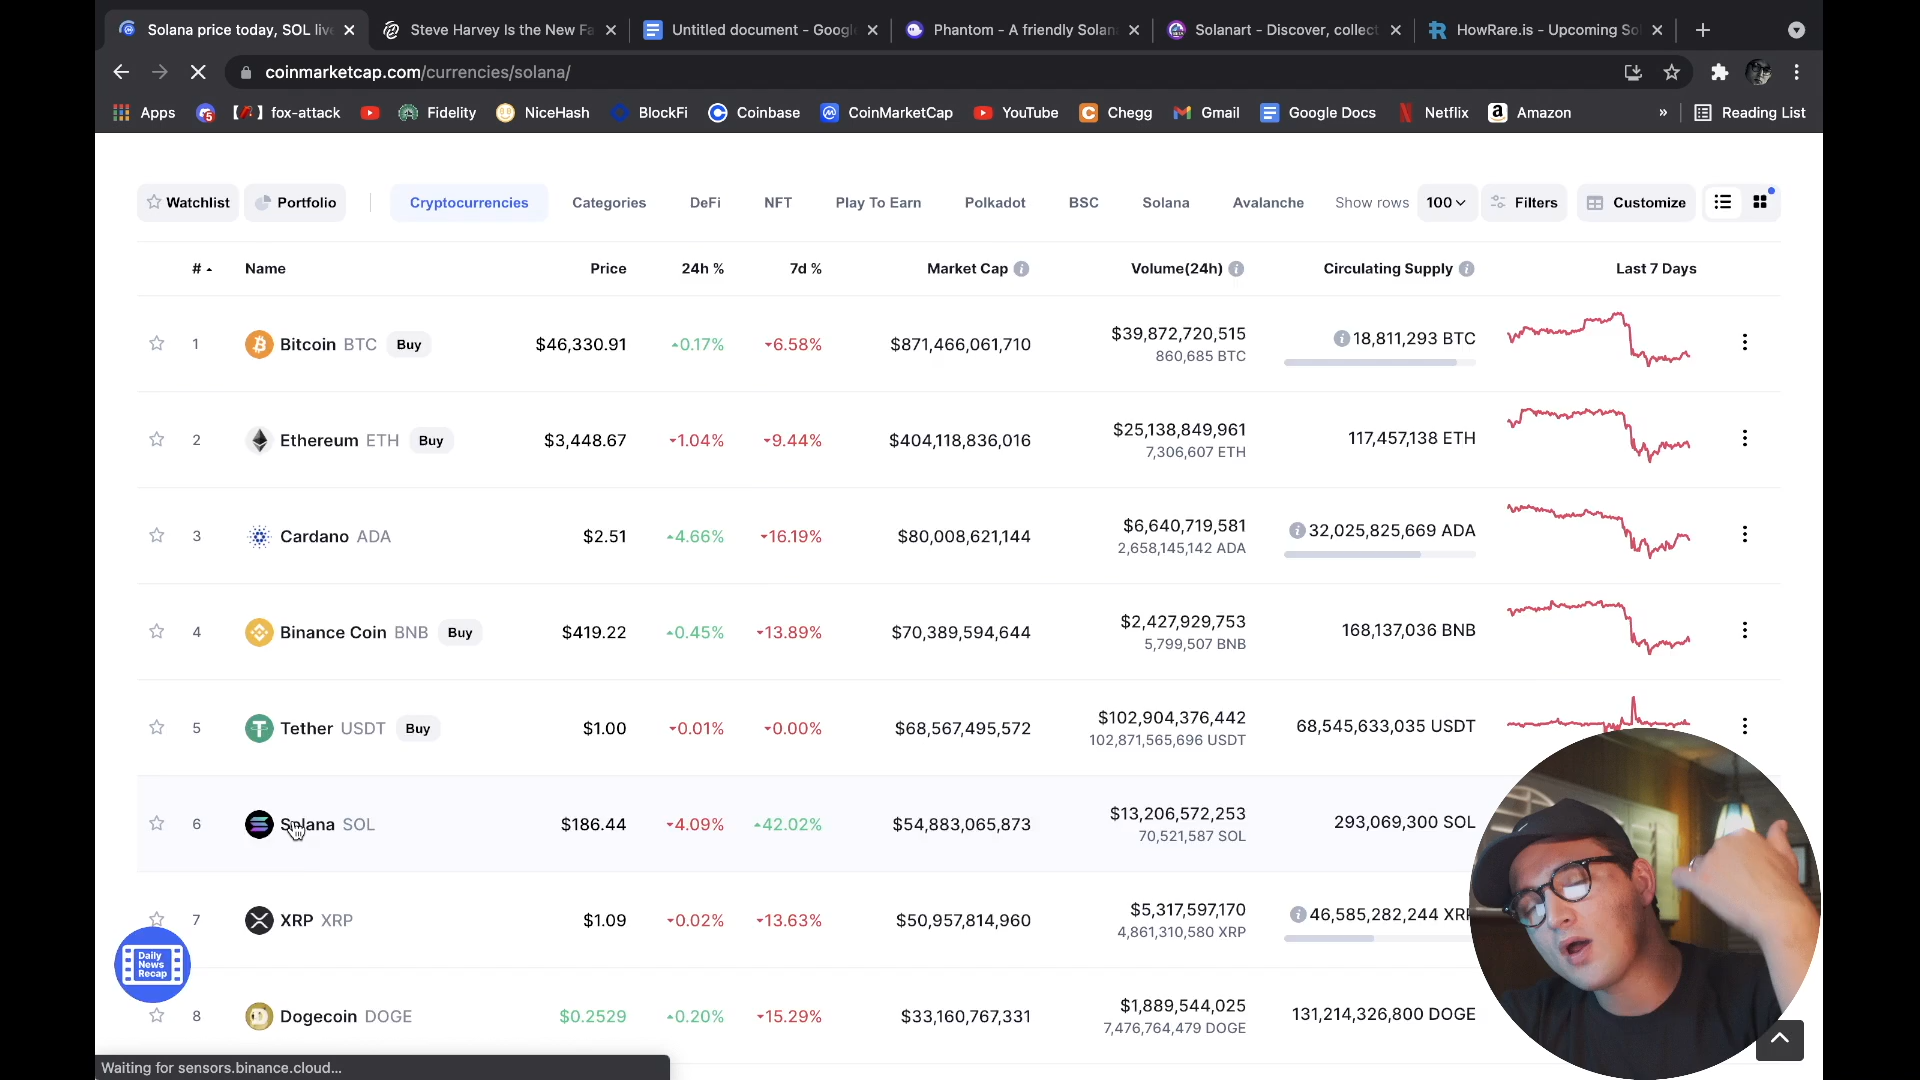 Solana price today, SOL live
Steve Harvey Is the New Fa
Untitled document - Google
Phantom - A friendly Solan
Solanart - Discover, collect
HowRare.is - Upcoming Sol
coinmarketcap.com/currencies/solana/
Apps
5
[ ] fox-attack
Fidelity
NiceHash
BlockFi
Coinbase
CoinMarketCap
YouTube
Chegg
Gmail
Google Docs
Netflix
Amazon
»
Reading List
Watchlist
Portfolio
Cryptocurrencies
Categories
DeFi
NFT
Play To Earn
Polkadot
BSC
Solana
Avalanche
Show rows
100
Filters
Customize
# Name Price 24h % 7d % Market Cap Volume(24h) Circulating Supply Last 7 Days
1 Bitcoin BTC Buy $46,330.91 0.17% 6.58% $871,466,061,710 $39,872,720,515 18,811,293 BTC
860,685 BTC
2 Ethereum ETH Buy $3,448.67 1.04% 9.44% $404,118,836,016 $25,138,849,961 117,457,138 ETH
7,306,607 ETH
3 Cardano ADA $2.51 4.66% 16.19% $80,008,621,144 $6,640,719,581 32,025,825,669 ADA
2,658,145,142 ADA
4 Binance Coin BNB Buy $419.22 0.45% 13.89% $70,389,594,644 $2,427,929,753 168,137,036 BNB
5,799,507 BNB
5 Tether USDT Buy $1.00 0.01% 0.00% $68,567,495,572 $102,904,376,442 68,545,633,035 USDT
102,871,565,696 USDT
6 Solana SOL $186.44 4.09% 42.02% $54,883,065,873 $13,206,572,253 293,069,300 SOL
70,521,587 SOL
7 XRP XRP $1.09 0.02% 13.63% $50,957,814,960 $5,317,597,170 46,585,282,244 XRP
4,861,310,580 XRP
Daily
News
Recap
8 Dogecoin DOGE $0.2529 0.20% 15.29% $33,160,767,331 $1,889,544,025 131,214,326,800 DOGE
7,476,764,479 DOGE
Waiting for sensors.binance.cloud...